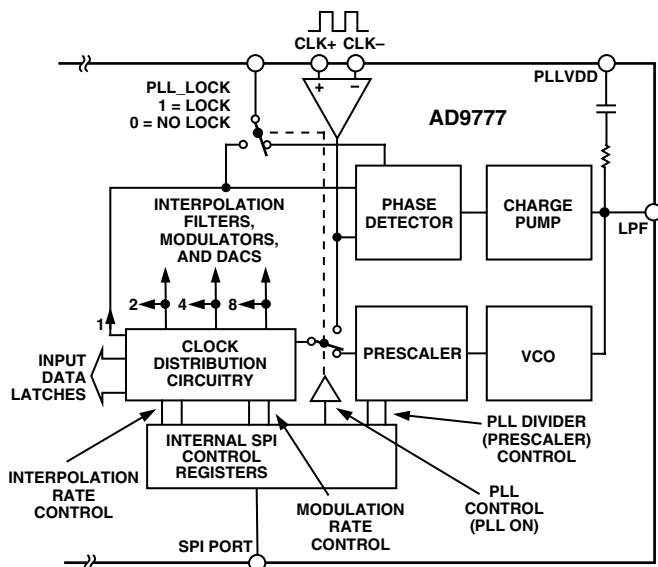 CLK+ CLK–
PLLVDD
PLL_LOCK
1 = LOCK
0 = NO LOCK
+ –
AD9777
INTERPOLATION
FILTERS,
MODULATORS,
AND DACS
PHASE
DETECTOR
CHARGE
PUMP
LPF
2
4
8
1
CLOCK
DISTRIBUTION
CIRCUITRY
PRESCALER
VCO
INPUT
DATA
LATCHES
INTERNAL SPI
CONTROL
REGISTERS
PLL DIVIDER
(PRESCALER)
CONTROL
INTERPOLATION
RATE
CONTROL
MODULATION
RATE
CONTROL
PLL
CONTROL
(PLL ON)
SPI PORT